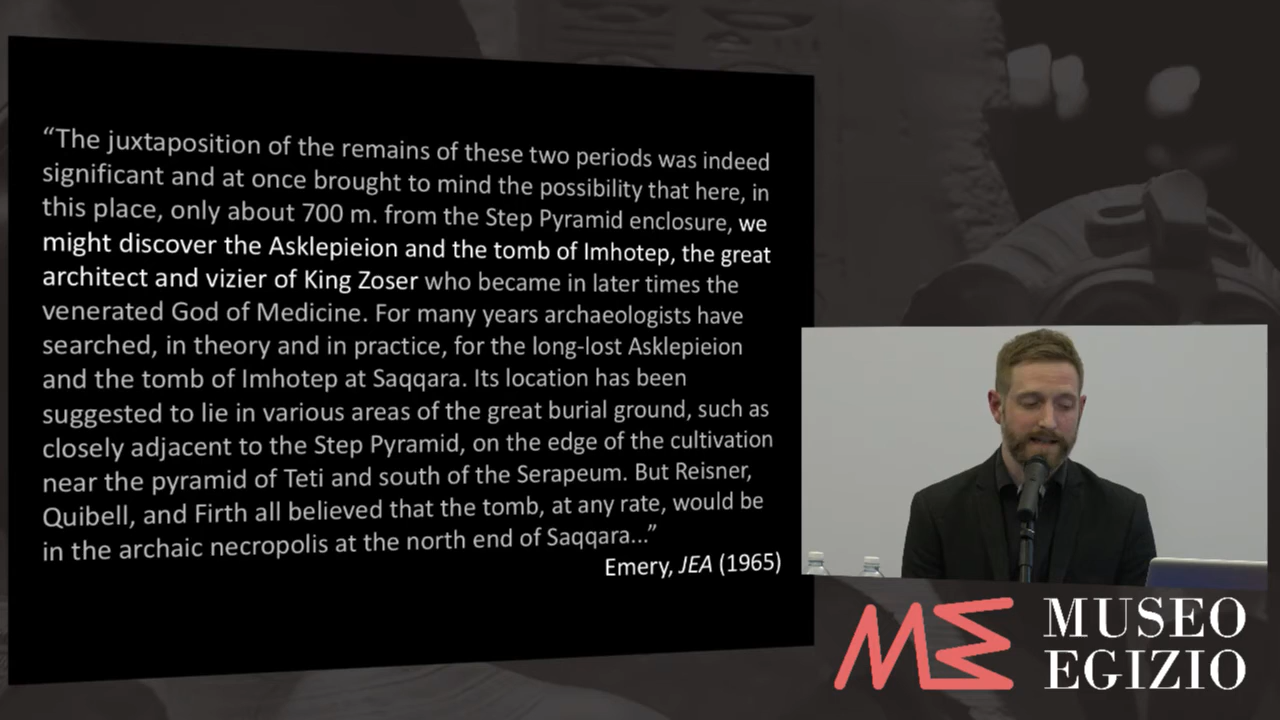 “The juxtaposition of the remains of these two periods was indeed
significant and at once brought to mind the possibility that here, in
this place, only about 700 m. from the Step Pyramid enclosure, we
might discover the Asklepieion and the tomb of Imhotep, the great
architect and vizier of King Zoser who became in later times the
venerated God of Medicine. For many years archaeologists have
searched, in theory and in practice, for the long-lost Asklepieion
and the tomb of Imhotep at Saqqara. Its location has been
suggested to lie in various areas of the great burial ground, such as
closely adjacent to the Step Pyramid, on the edge of the cultivation
near the pyramid of Teti and south of the Serapeum. But Reisner,
Quibell, and Firth all believed that the tomb, at any rate, would be
in the archaic necropolis at the north end of Saqqara...”
Emery, JEA (1965)
ME
MUSEO
EGIZIO